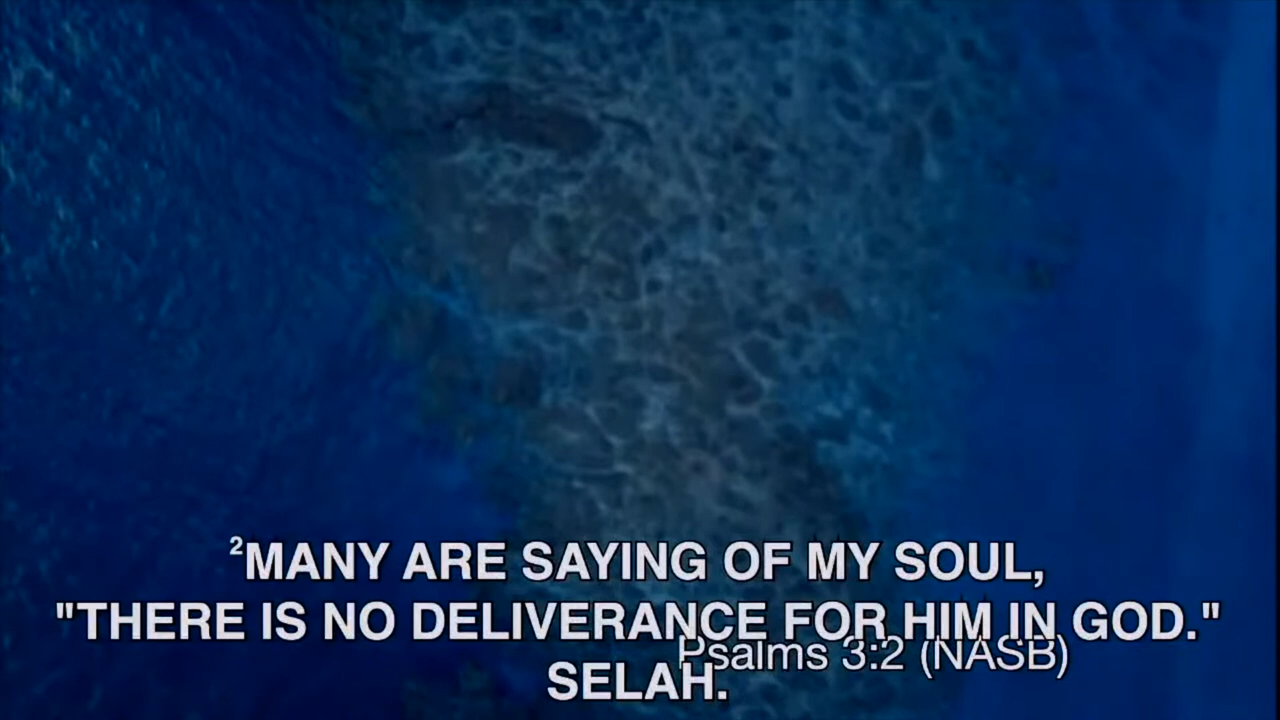 ²MANY ARE SAYING OF MY SOUL,
"THERE IS NO DELIVERANCE FOR HIM IN GOD."
Psalms 3:2 (NASB)
SELAH.